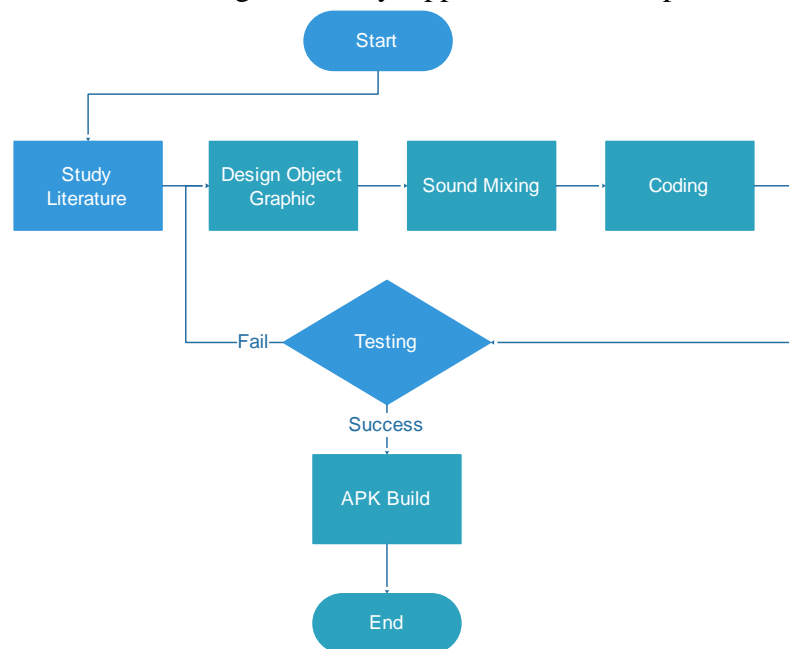 Start
Study
Literature
Design Object
Graphic
Sound Mixing
Coding
Fail
Testing
Success
APK Build
End